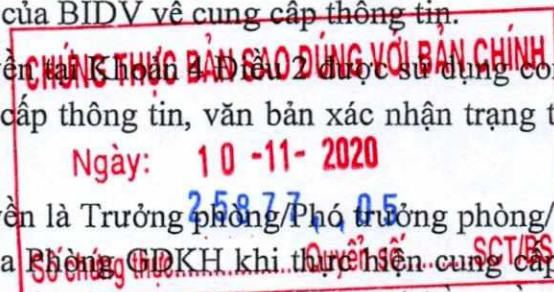 của BIDV về cung cấp thông tin.
CHỨNG THỰC BẢN SAO ĐÚNG VỚI BẢN CHÍNH
ền tại Khoản 4 Điều 2 được sử dụng con
cấp thông tin, văn bản xác nhận trạng t
Ngày: 10 -11- 2020
25877, 05
ền là Trưởng phòng/Phó trưởng phòng/
a Phòng GDKH khi thực hiện cung cấp
Số chứng thực.............Quyển số.......SCT/BS